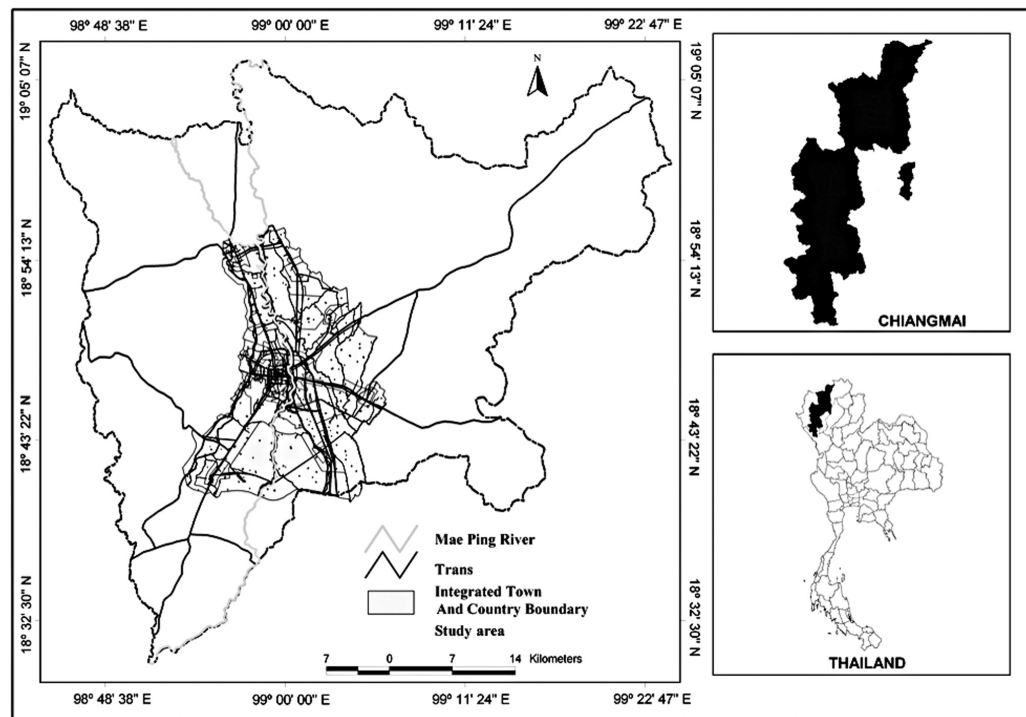 98° 48' 38" E 99° 00' 00" E 99° 11' 24" E 99° 22' 47" E
19° 05' 07" N
18° 54' 13" N
18° 43' 22" N
18° 32' 30" N
N
Mae Ping River
Trans
Integrated Town
And Country Boundary
Study area
7 0 7 14 Kilometers
19° 05' 07" N
18° 54' 13" N
18° 43' 22" N
18° 32' 30" N
98° 48' 38" E 99° 00' 00" E 99° 11' 24" E 99° 22' 47" E
CHIANGMAI
THAILAND